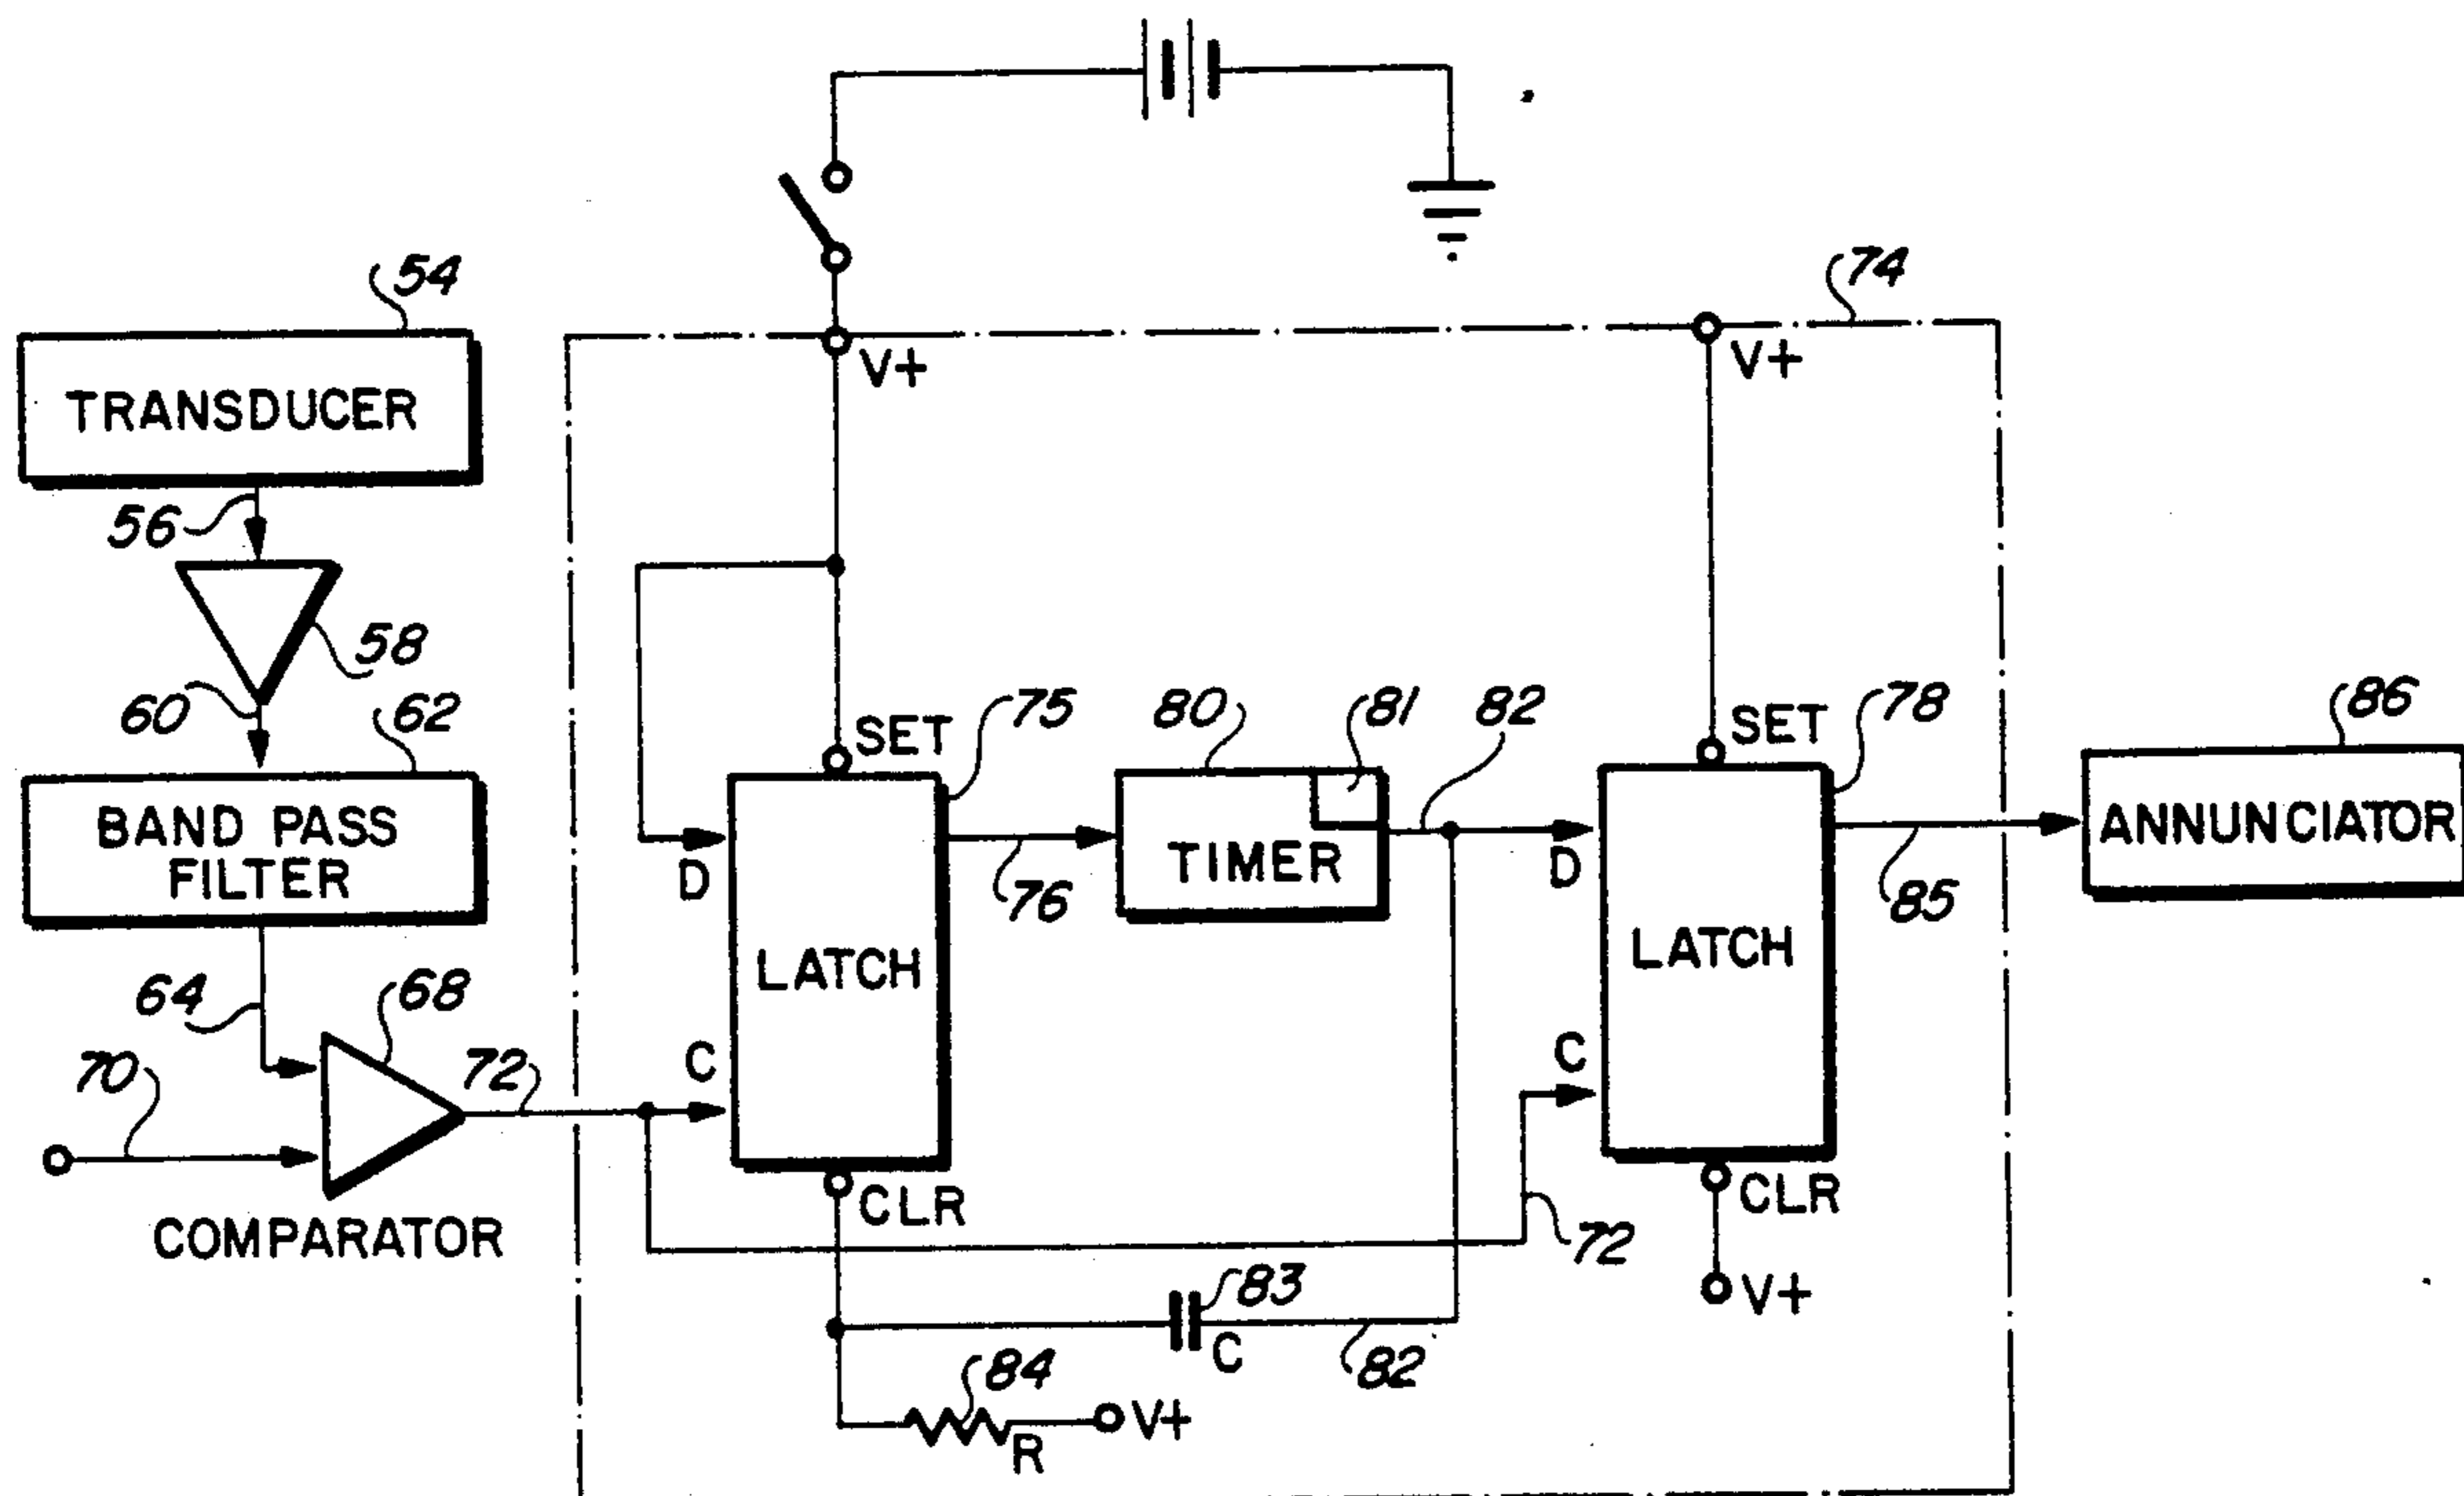 54
74
V+
V+
TRANSDUCER
56
58
60
62
SET
75
80
81
82
SET
78
86
BAND PASS
FILTER
D
76
TIMER
D
85
ANNUNCIATOR
LATCH
LATCH
64
68
70
72
C
C
CLR
CLR
72
COMPARATOR
83
V+
C
82
84
V+
R